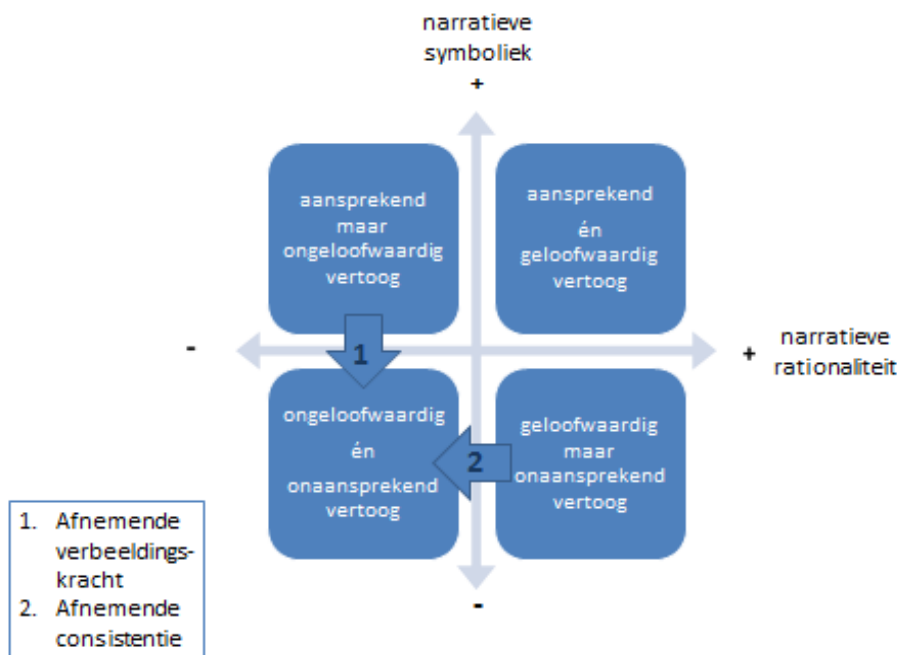 narratieve
symboliek
+
aansprekend
maar
ongeloofwaardig
vertoog
aansprekend
én
geloofwaardig
vertoog
-
1
+ narratieve
rationaliteit
ongeloofwaardig
én
onaansprekend
vertoog
2
geloofwaardig
maar
onaansprekend
vertoog
-
1. Afnemende
verbeeldings-
kracht
2. Afnemende
consistentie